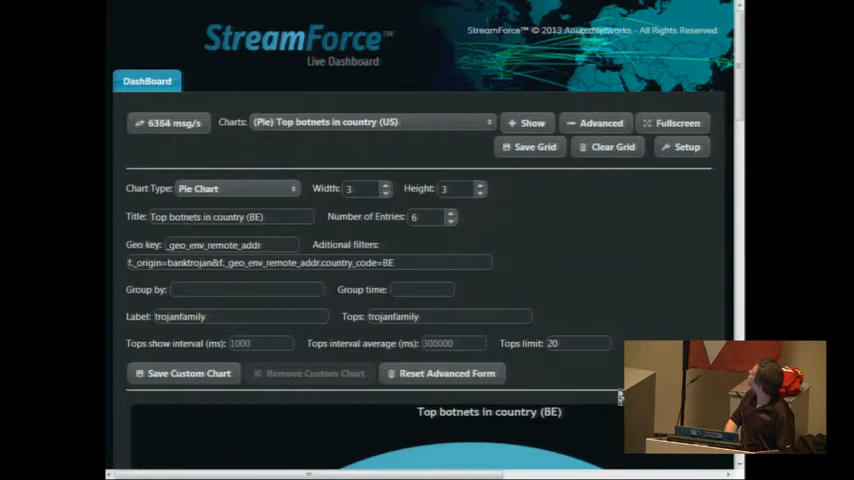 StreamForce™
Live Dashboard
StreamForce™ © 2013 AnubisNetworks - All Rights Reserved
DashBoard
6364 msg/s
Charts: (Pie) Top botnets in country (US)
Show
Advanced
Fullscreen
Save Grid
Clear Grid
Setup
Chart Type: Pie Chart
Width: 3
Height: 3
Title: Top botnets in country (BE)
Number of Entries: 6
Geo key: _geo_env_remote_addr
Aditional filters:
f._origin=banktrojan&f._geo_env_remote_addr.country_code=BE
Group by:
Group time:
Label: trojanfamily
Tops: trojanfamily
Tops show interval (ms): 1000
Tops interval average (ms): 300000
Tops limit: 20
Save Custom Chart
Remove Custom Chart
Reset Advanced Form
Top botnets in country (BE)